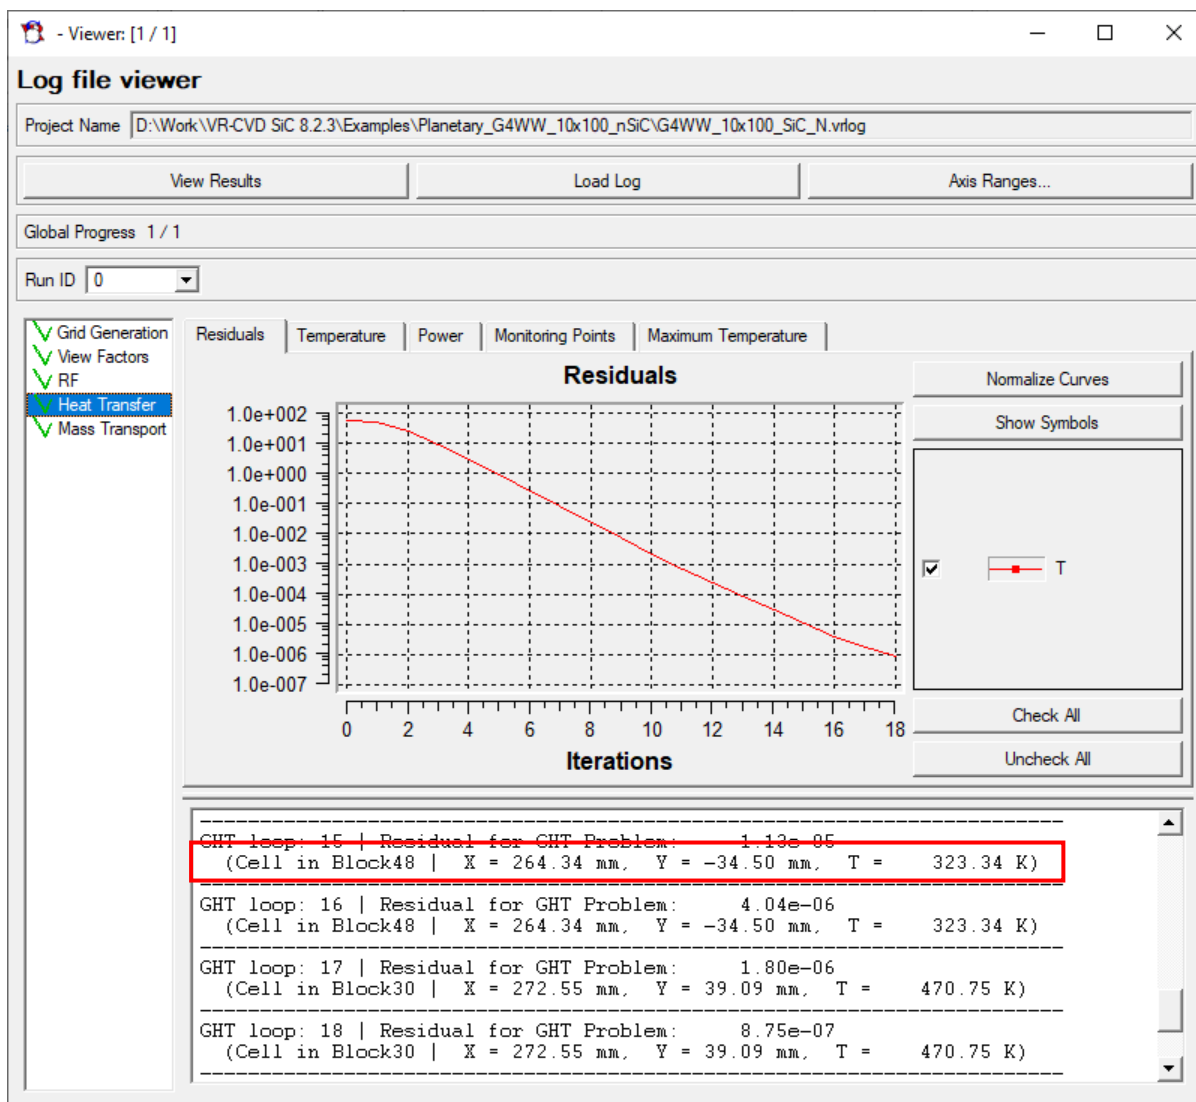 - Viewer: [1 / 1]
Log file viewer
Project Name D:\Work\VR-CVD SiC 8.2.3\Examples\Planetary_G4WW_10x100_nSiC\G4WW_10x100_SiC_N.vrlog
View Results Load Log Axis Ranges...
Global Progress 1 / 1
Run ID 0
Grid Generation
View Factors
RF
Heat Transfer
Mass Transport
Residuals Temperature Power Monitoring Points Maximum Temperature
Residuals
1.0e+002
1.0e+001
1.0e+000
1.0e-001
1.0e-002
1.0e-003
1.0e-004
1.0e-005
1.0e-006
1.0e-007
0 2 4 6 8 10 12 14 16 18
Iterations
Normalize Curves
Show Symbols
T
Check All
Uncheck All
GHT loop: 15 | Residual for GHT Problem: 1.13e-05
(Cell in Block48 | X = 264.34 mm, Y = -34.50 mm, T = 323.34 K)
GHT loop: 16 | Residual for GHT Problem: 4.04e-06
(Cell in Block48 | X = 264.34 mm, Y = -34.50 mm, T = 323.34 K)
GHT loop: 17 | Residual for GHT Problem: 1.80e-06
(Cell in Block30 | X = 272.55 mm, Y = 39.09 mm, T = 470.75 K)
GHT loop: 18 | Residual for GHT Problem: 8.75e-07
(Cell in Block30 | X = 272.55 mm, Y = 39.09 mm, T = 470.75 K)